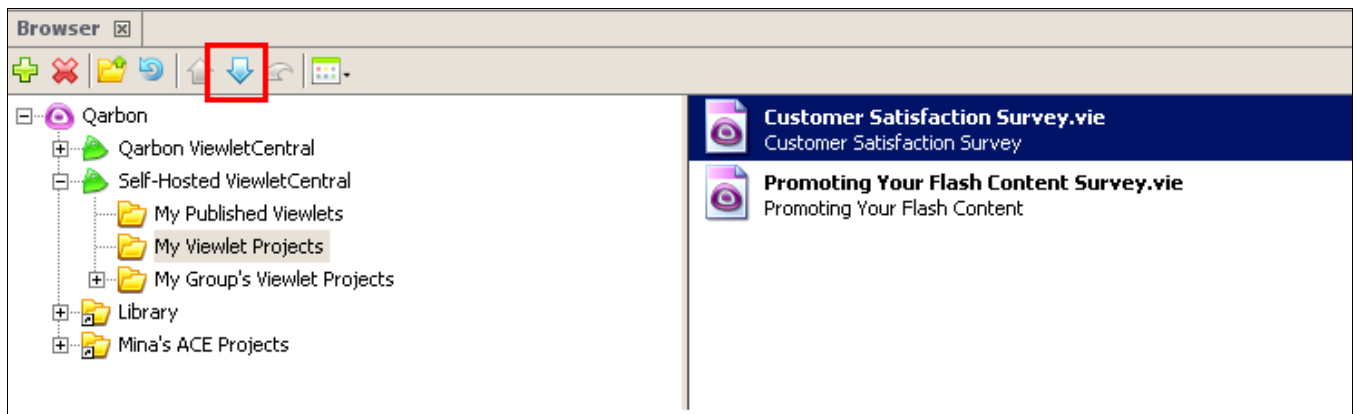 Browser
Qarbon
Qarbon ViewletCentral
Self-Hosted ViewletCentral
My Published Viewlets
My Viewlet Projects
My Group's Viewlet Projects
Library
Mina's ACE Projects
Customer Satisfaction Survey.vie
Customer Satisfaction Survey
Promoting Your Flash Content Survey.vie
Promoting Your Flash Content